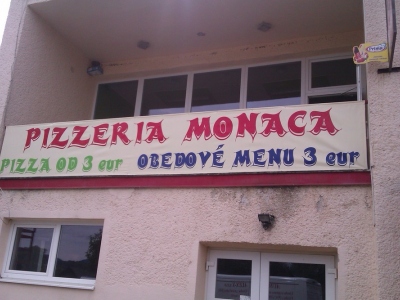 PIZZERIA MONACA
PIZZA OD 3 eur OBEDOVÉ MENU 3 eur